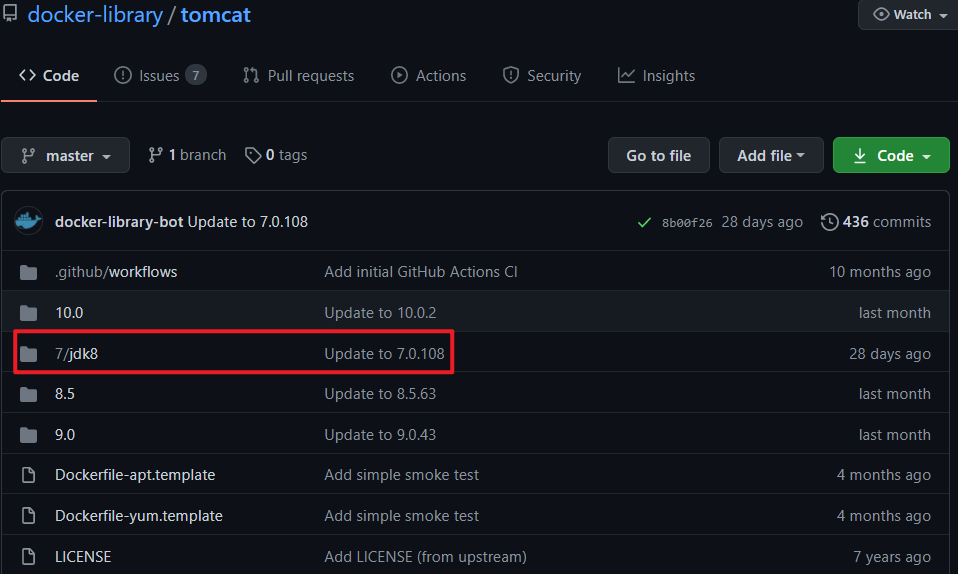 docker-library / tomcat
Watch
Code Issues 7 Pull requests Actions Security Insights
master 1 branch 0 tags Go to file Add file Code
docker-library-bot Update to 7.0.108 8b00f26 28 days ago 436 commits
.github/workflows Add initial GitHub Actions CI 10 months ago
10.0 Update to 10.0.2 last month
7/jdk8 Update to 7.0.108 28 days ago
8.5 Update to 8.5.63 last month
9.0 Update to 9.0.43 last month
Dockerfile-apt.template Add simple smoke test 4 months ago
Dockerfile-yum.template Add simple smoke test 4 months ago
LICENSE Add LICENSE (from upstream) 7 years ago